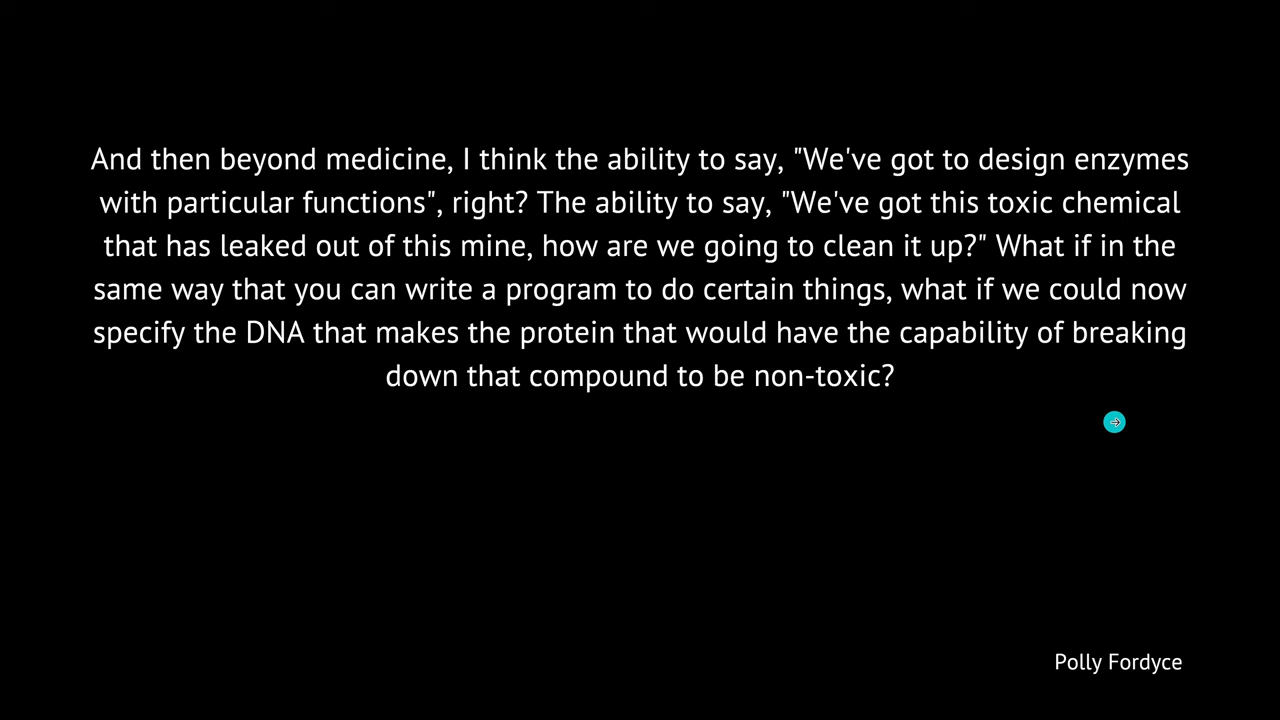 And then beyond medicine, I think the ability to say, "We've got to design enzymes
with particular functions", right? The ability to say, "We've got this toxic chemical
that has leaked out of this mine, how are we going to clean it up?" What if in the
same way that you can write a program to do certain things, what if we could now
specify the DNA that makes the protein that would have the capability of breaking
down that compound to be non-toxic?
Polly Fordyce